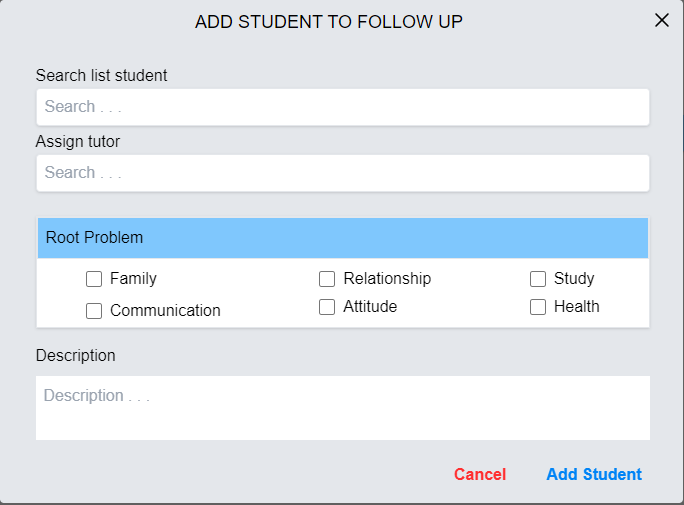 ADD STUDENT TO FOLLOW UP
Search list student
Search . . .
Assign tutor
Search . . .
Root Problem
Family Relationship Study
Communication Attitude Health
Description
Description . . .
Cancel Add Student